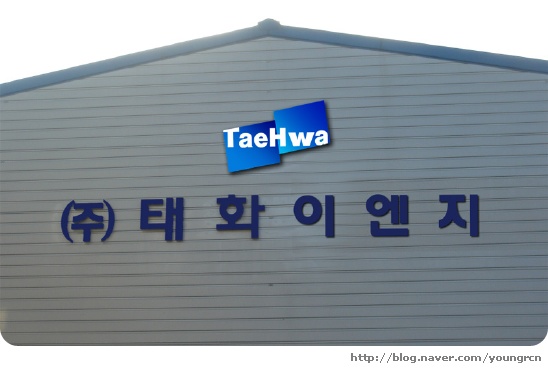 TaeHwa
(주)태화이엔지
http://blog.naver.com/youngrcn